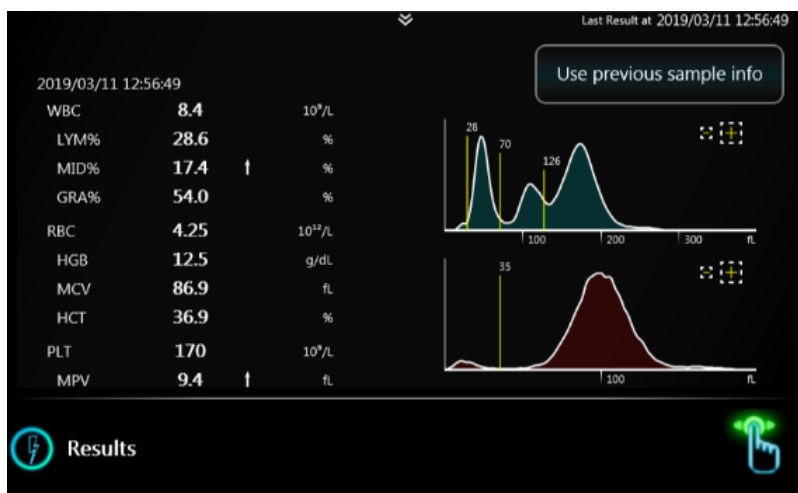 Last Result at 2019/03/11 12:56:49
Use previous sample info
2019/03/11 12:56:49
WBC 8.4 10⁹/L
LYM% 28.6 %
MID% 17.4 ↑ %
GRA% 54.0 %
RBC 4.25 10¹²/L
HGB 12.5 g/dL
MCV 86.9 fL
HCT 36.9 %
PLT 170 10⁹/L
MPV 9.4 ↑ fL
28
70
126
100 200 300 fL
35
100 fL
Results